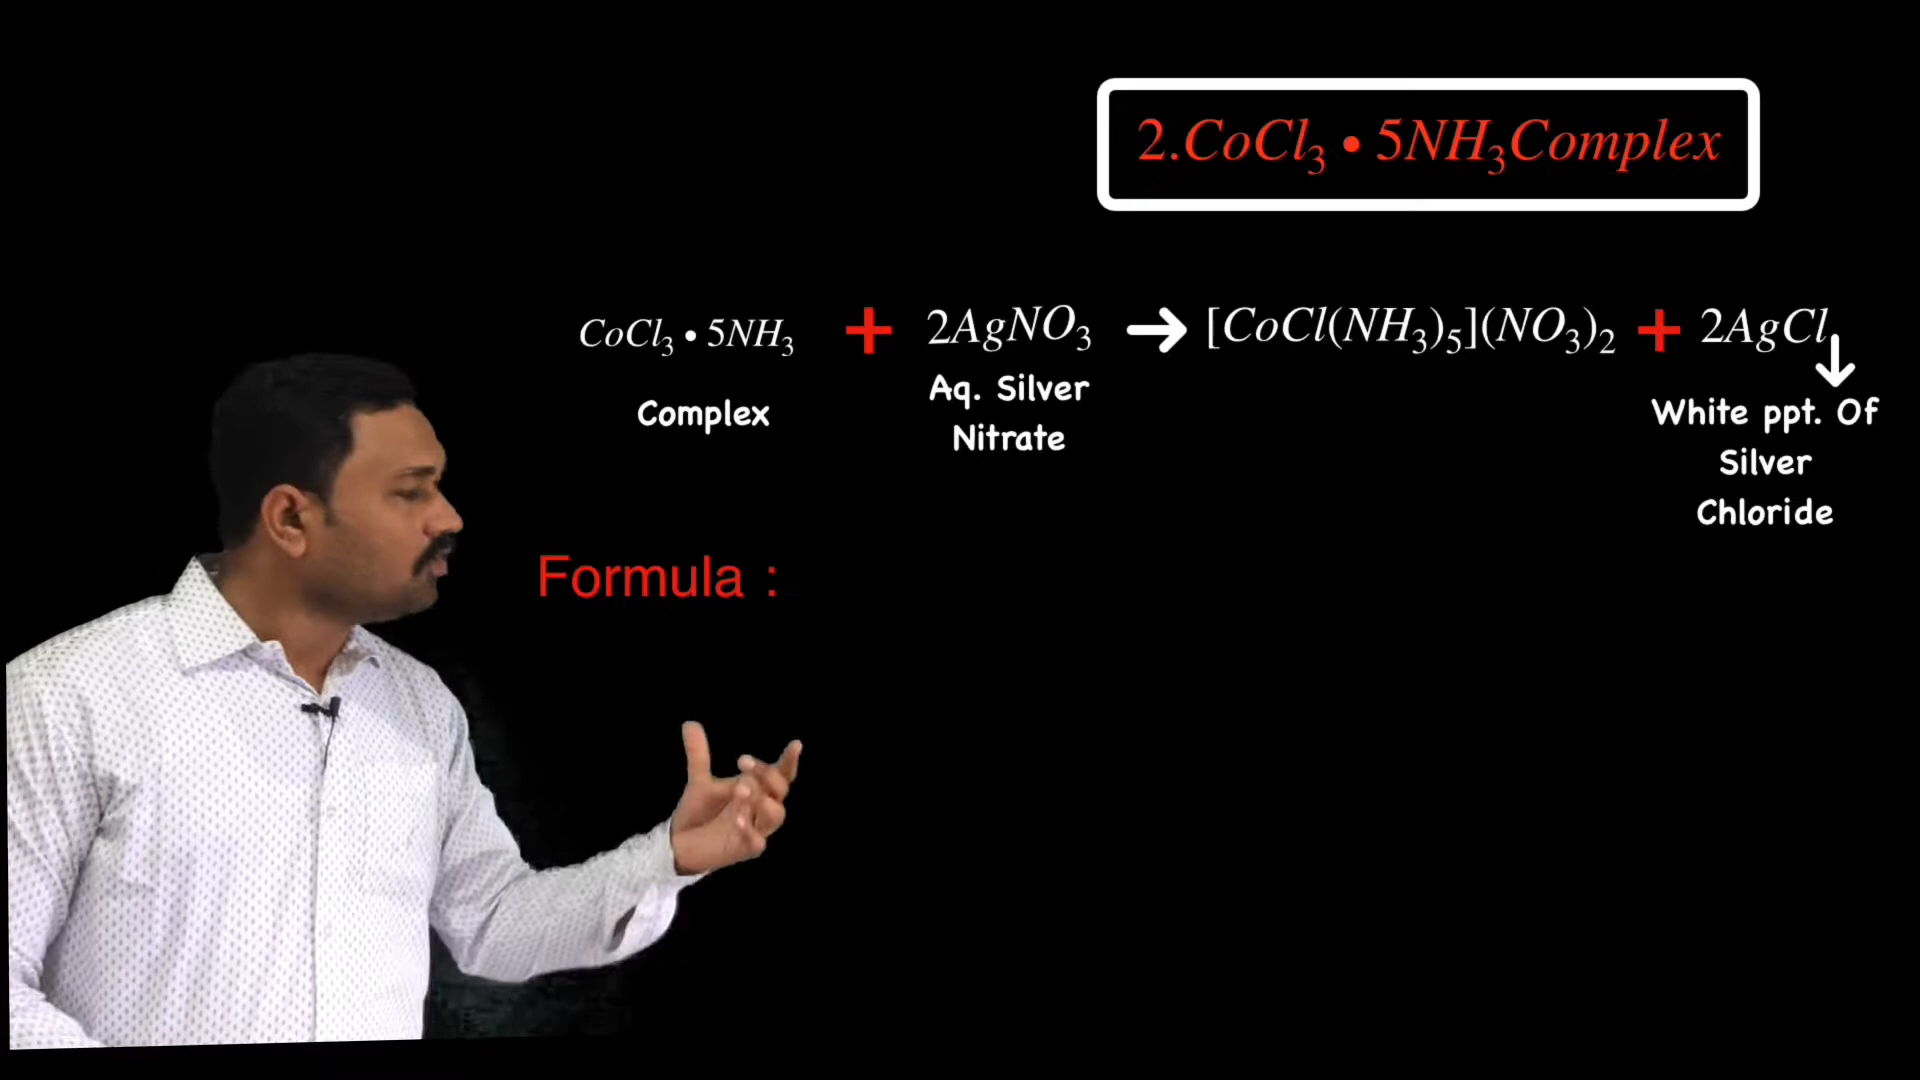 2.CoCl₃ • 5NH₃Complex
CoCl₃ • 5NH₃ + 2AgNO₃ → [CoCl(NH₃)₅](NO₃)₂ + 2AgCl ↓
Complex
Aq. Silver
Nitrate
White ppt. Of
Silver
Chloride
Formula :